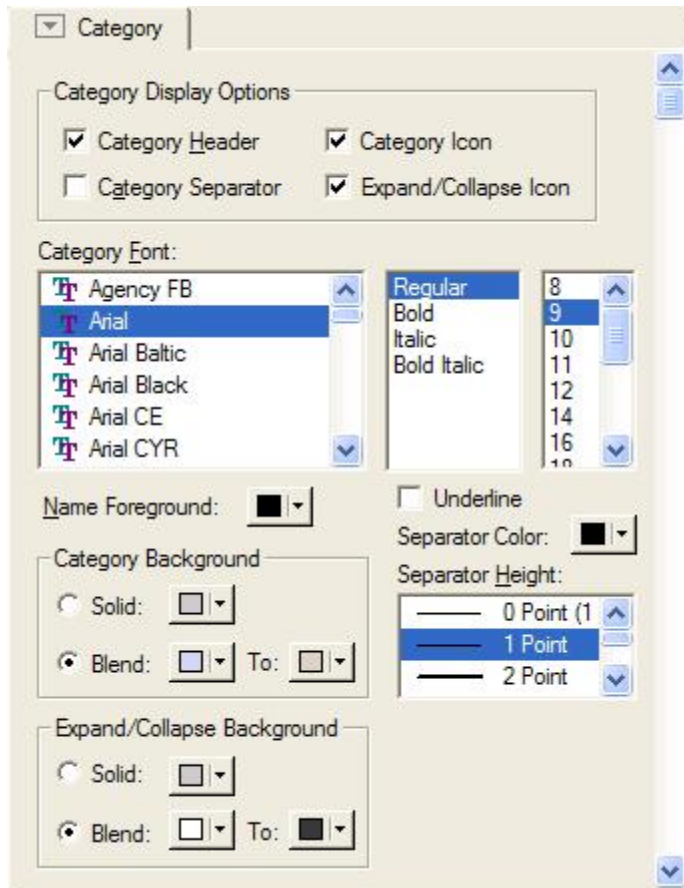 Category
Category Display Options
Category Header
Category Icon
Category Separator
Expand/Collapse Icon
Category Font:
Agency FB
Arial
Arial Baltic
Arial Black
Arial CE
Arial CYR
Regular
Bold
Italic
Bold Italic
8
9
10
11
12
14
16
18
Name Foreground:
Underline
Separator Color:
Category Background
Solid:
Blend: To:
Separator Height:
0 Point (1
1 Point
2 Point
Expand/Collapse Background
Solid:
Blend: To: